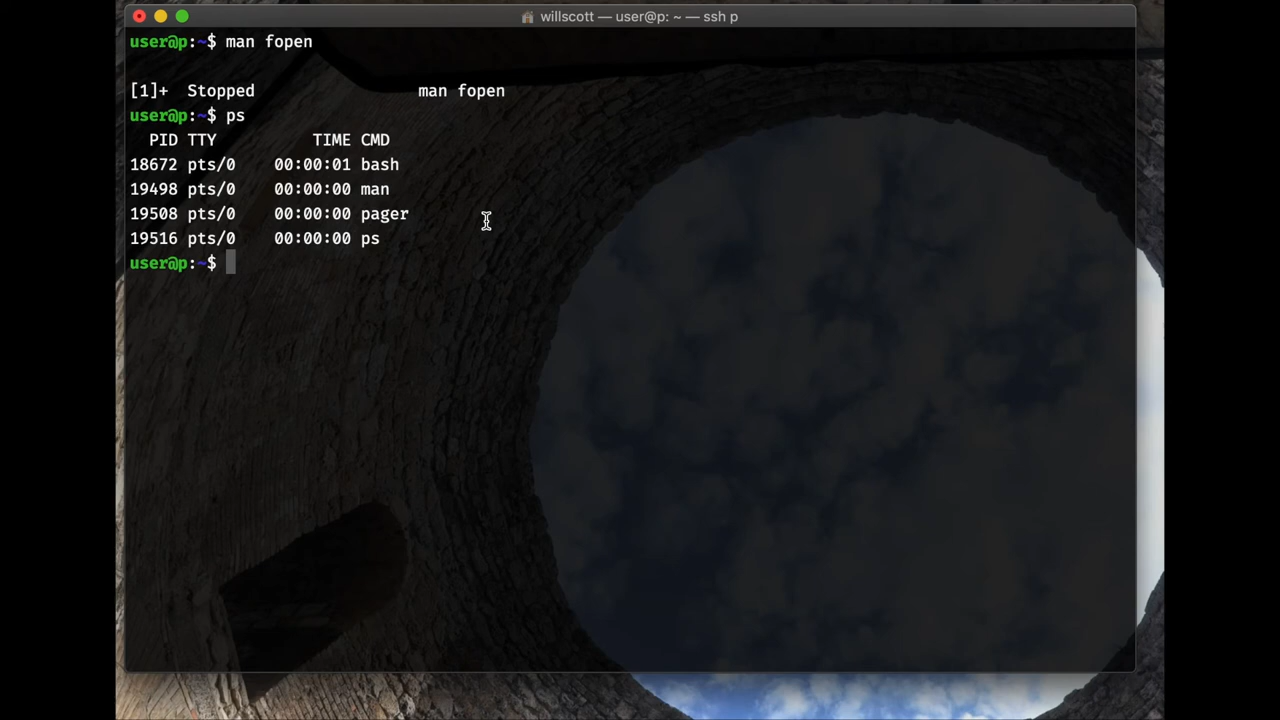 willscott — user@p: ~ — ssh p
user@p:~$ man fopen
[1]+  Stopped                 man fopen
user@p:~$ ps
  PID TTY          TIME CMD
18672 pts/0    00:00:01 bash
19498 pts/0    00:00:00 man
19508 pts/0    00:00:00 pager
19516 pts/0    00:00:00 ps
user@p:~$